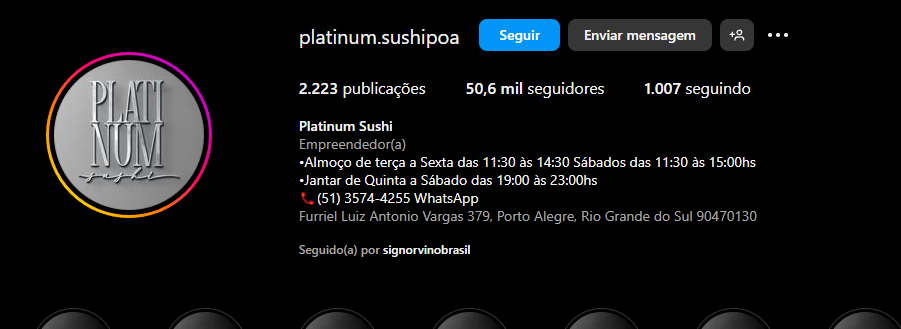 platinum.sushipoa Seguir Enviar mensagem
PLATI
NUM
sushi
2.223 publicações 50,6 mil seguidores 1.007 seguindo
Platinum Sushi
Empreendedor(a)
•Almoço de terça a Sexta das 11:30 às 14:30 Sábados das 11:30 às 15:00hs
•Jantar de Quinta a Sábado das 19:00 às 23:00hs
📞(51) 3574-4255 WhatsApp
Furriel Luiz Antonio Vargas 379, Porto Alegre, Rio Grande do Sul 90470130
Seguido(a) por signorvinobrasil